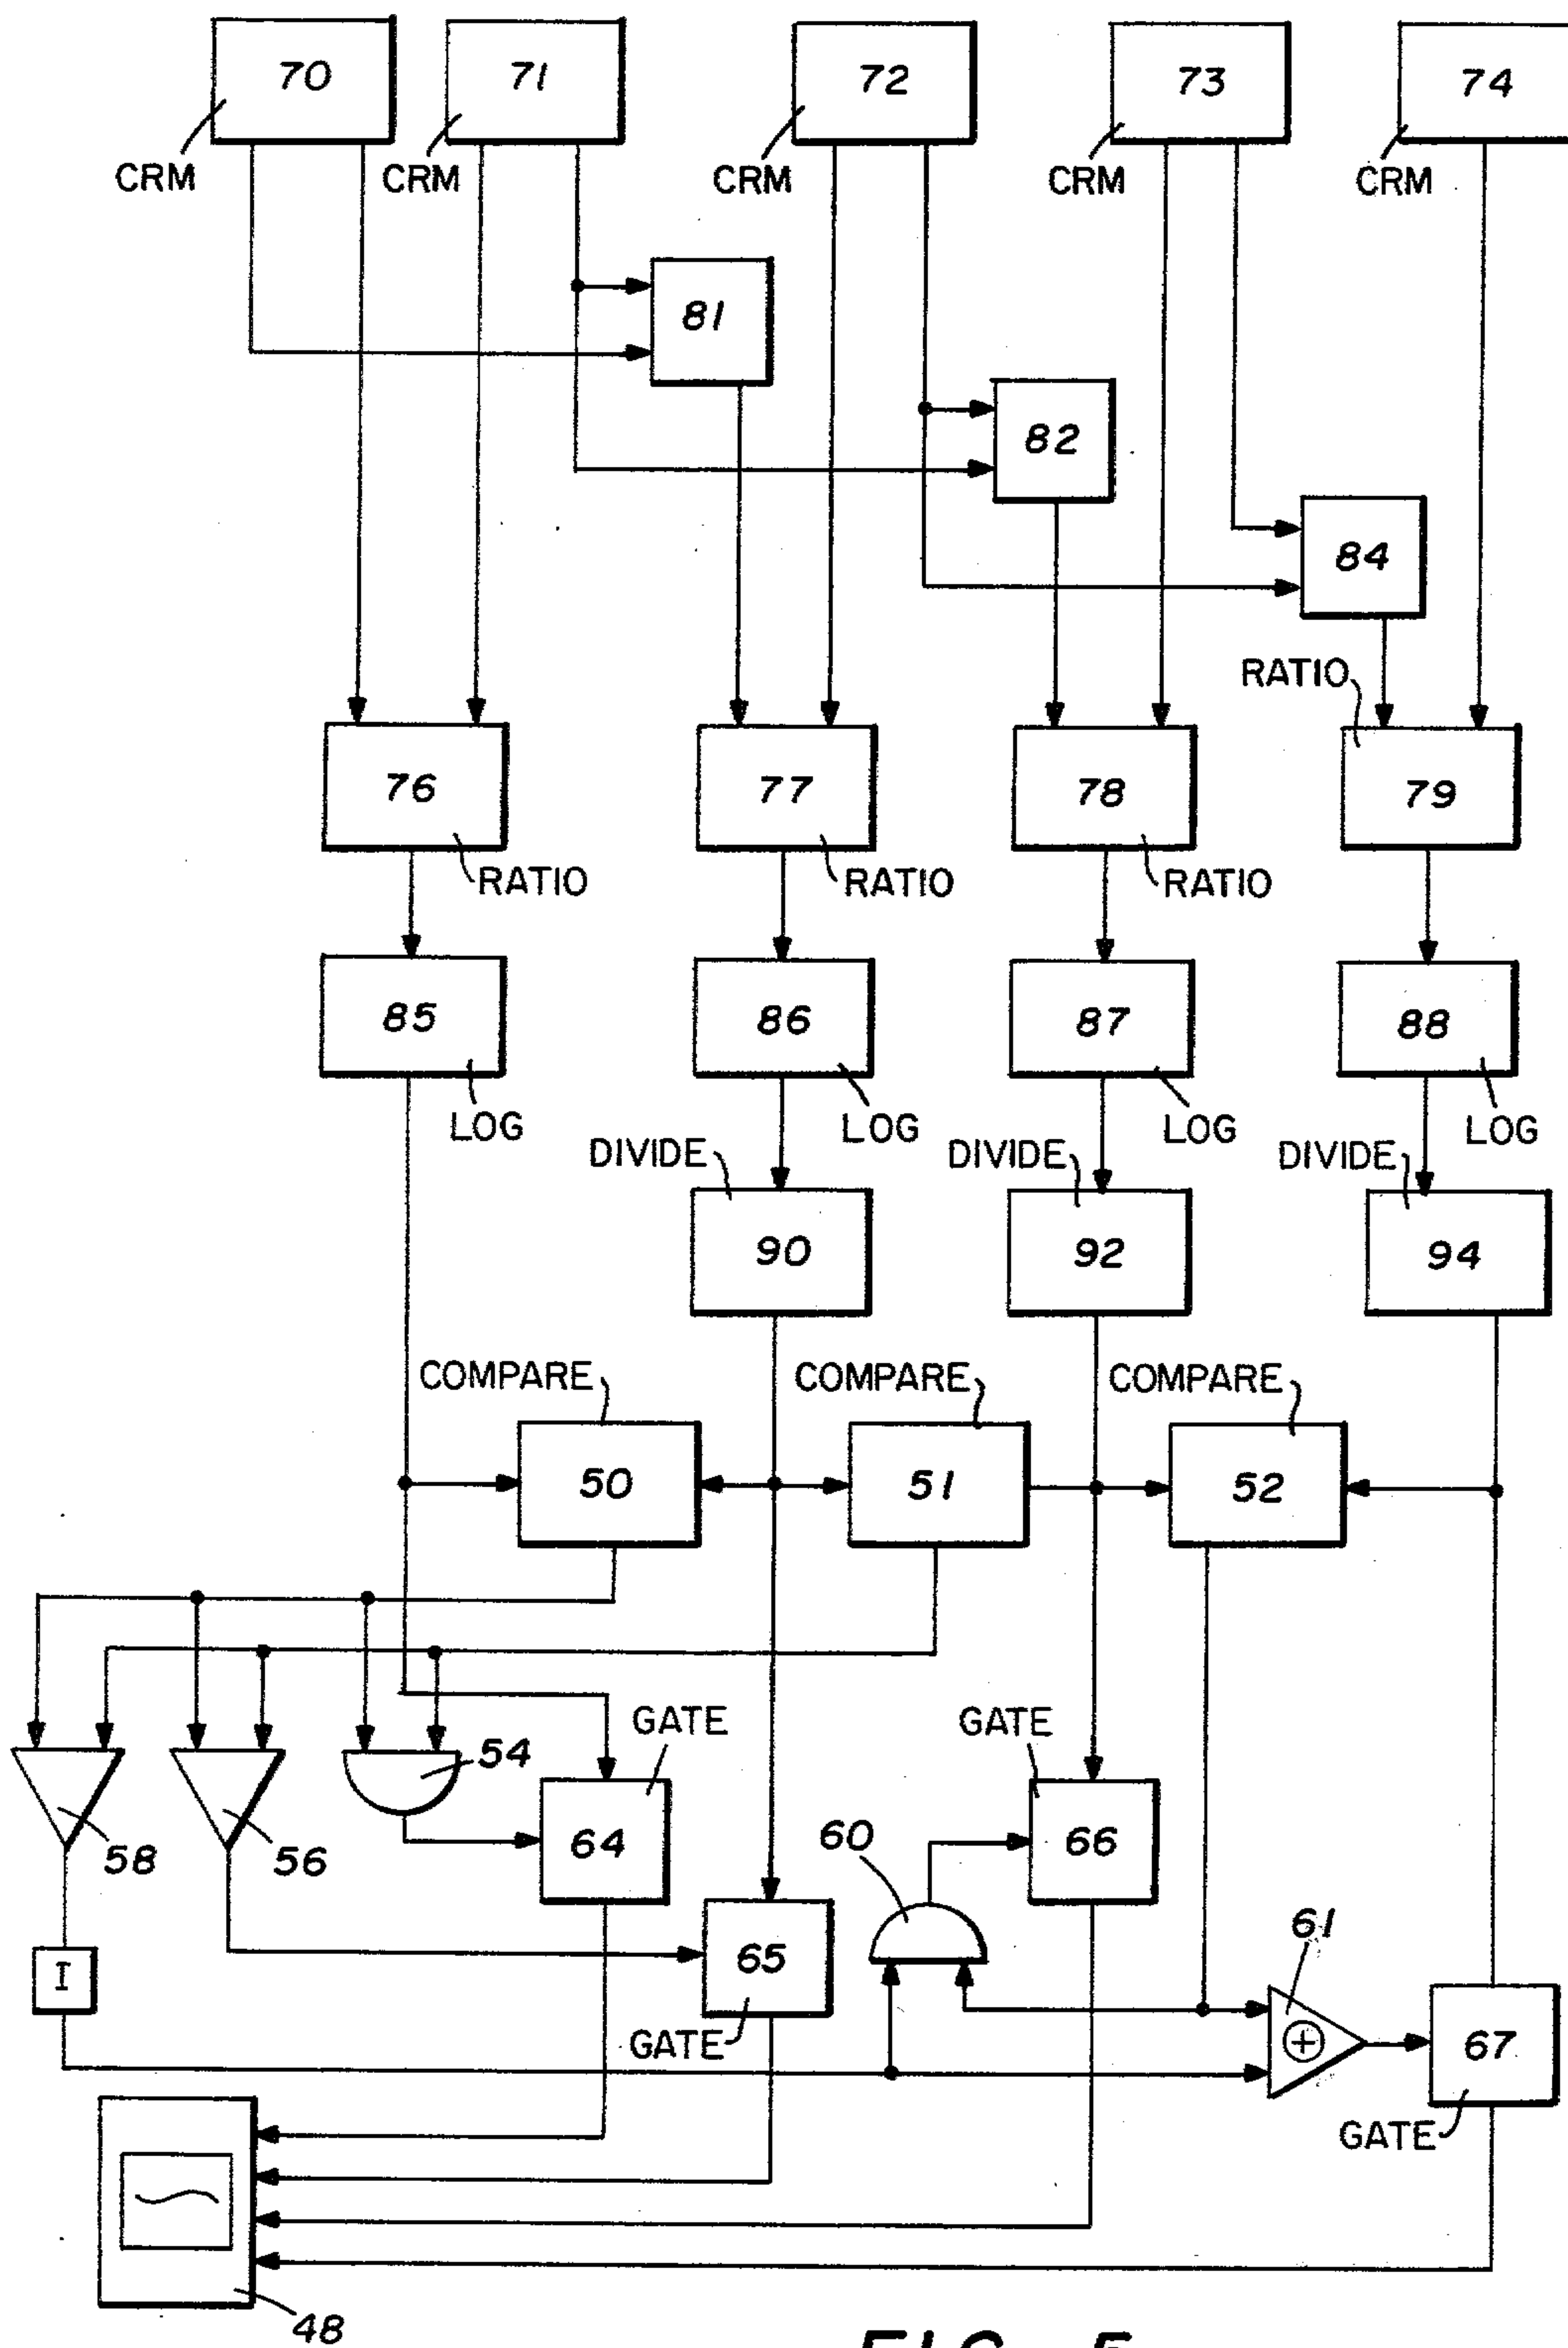 70
71
72
73
74
CRM
CRM
CRM
CRM
CRM
81
82
84
RATIO
76
77
78
79
RATIO
RATIO
RATIO
85
86
87
88
LOG
LOG
LOG
LOG
DIVIDE
DIVIDE
DIVIDE
90
92
94
COMPARE
COMPARE
COMPARE
50
51
52
GATE
GATE
54
58
56
64
60
66
61
I
65
67
GATE
GATE
48
FIG. 5